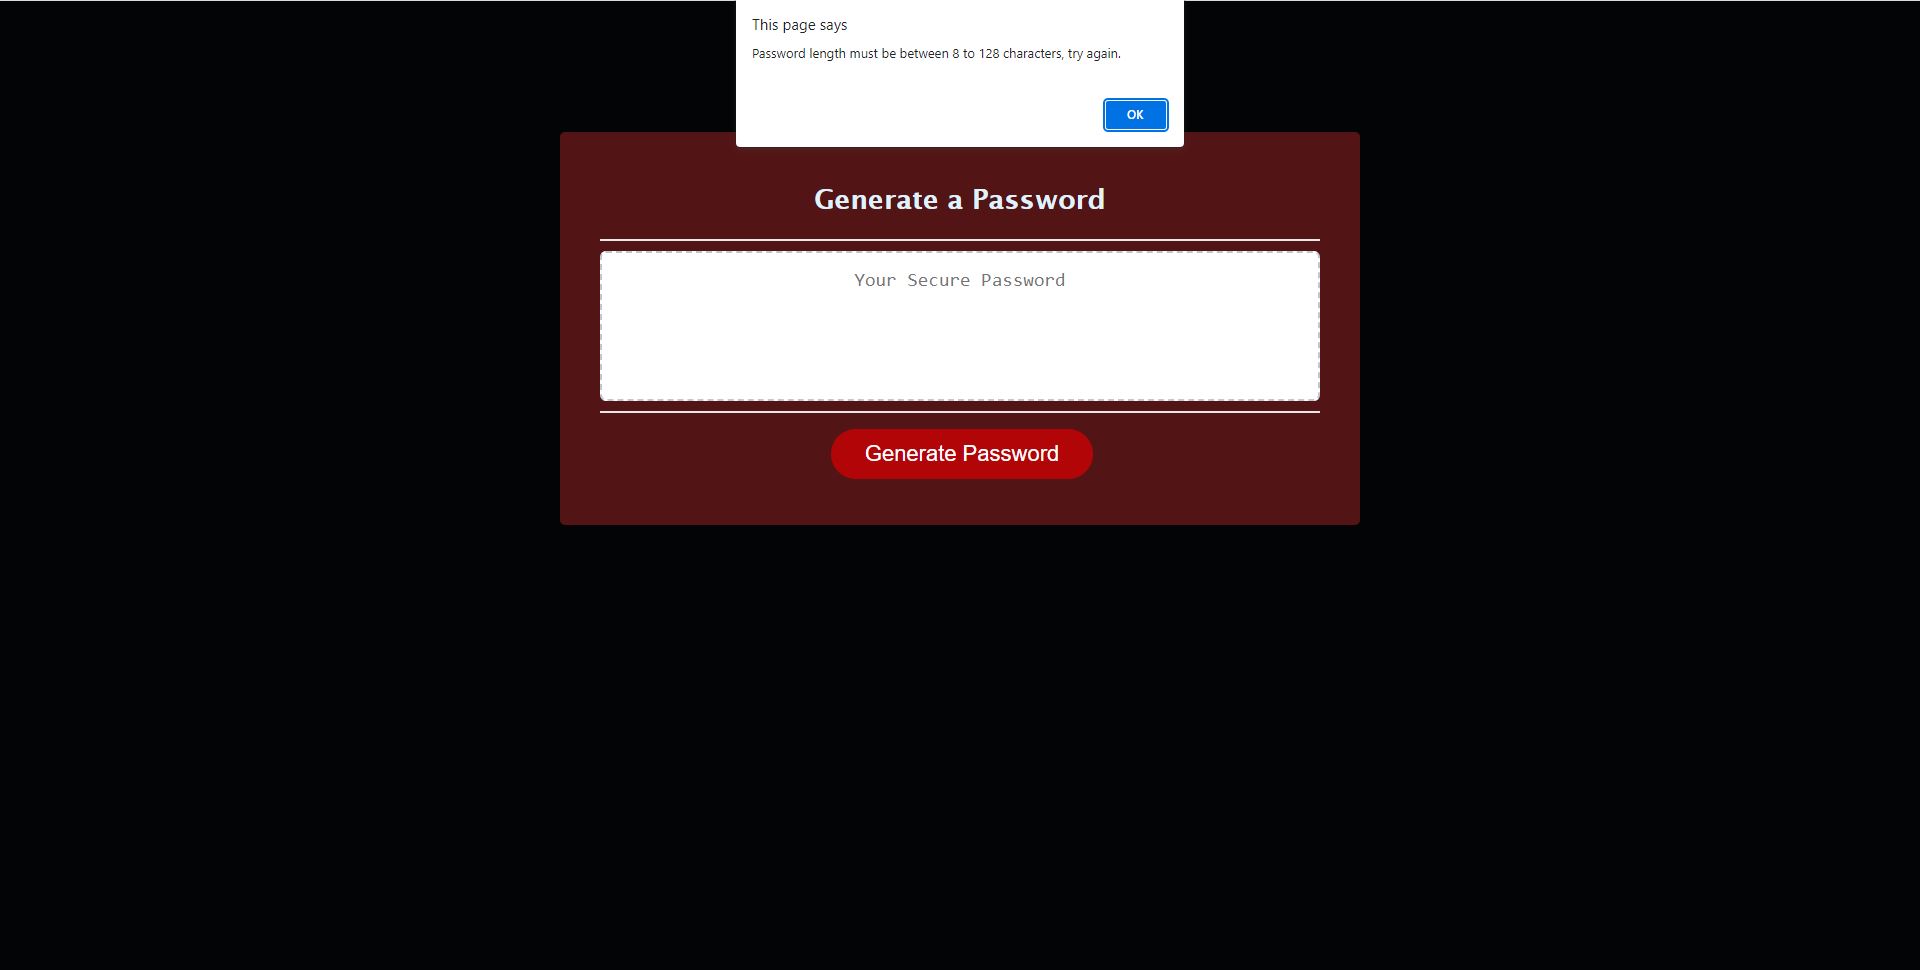 This page says
Password length must be between 8 to 128 characters, try again.
OK
Generate a Password
Your Secure Password
Generate Password